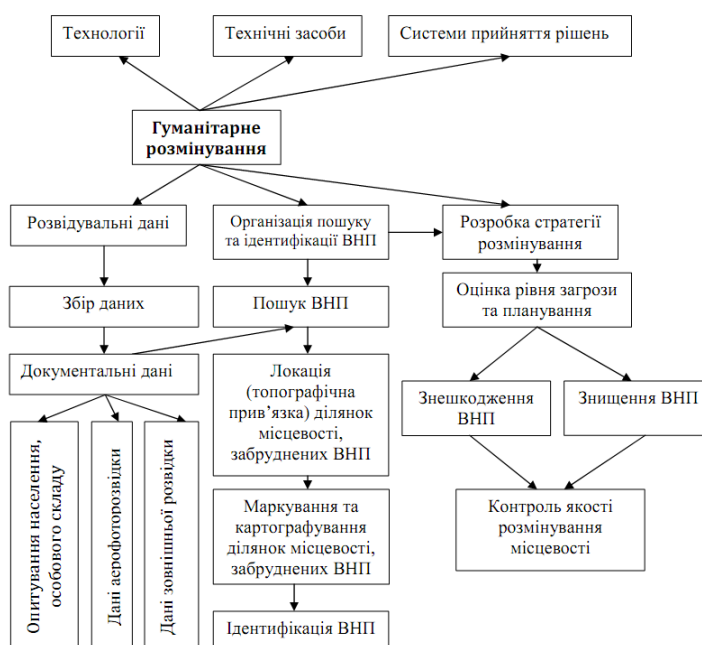 Технології
Технічні засоби
Системи прийняття рішень
Гуманітарне
розмінування
Розвідувальні дані
Організація пошуку
та ідентифікації ВНП
Розробка стратегії
розмінування
Збір даних
Пошук ВНП
Оцінка рівня загрози
та планування
Документальні дані
Локація
(топографічна
прив’язка) ділянок
місцевості,
забруднених ВНП
Знешкодження
ВНП
Знищення ВНП
Опитування населення,
особового складу
Дані аерофоторозвідки
Дані зовнішньої розвідки
Маркування та
картографування
ділянок місцевості,
забруднених ВНП
Контроль якості
розмінування
місцевості
Ідентифікація ВНП